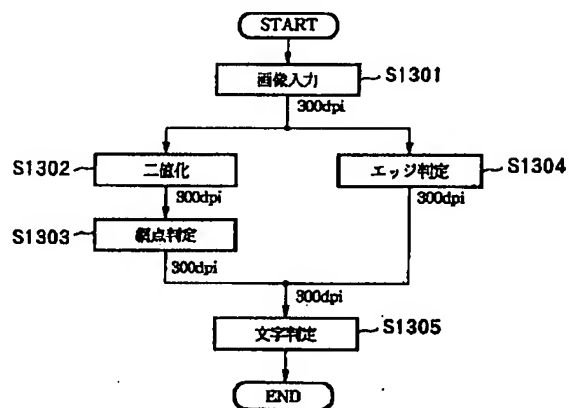 START
画像入力
S1301
300dpi
S1302
二値化
エッジ判定
S1304
300dpi
300dpi
S1303
網点判定
300dpi
300dpi
文字判定
S1305
END